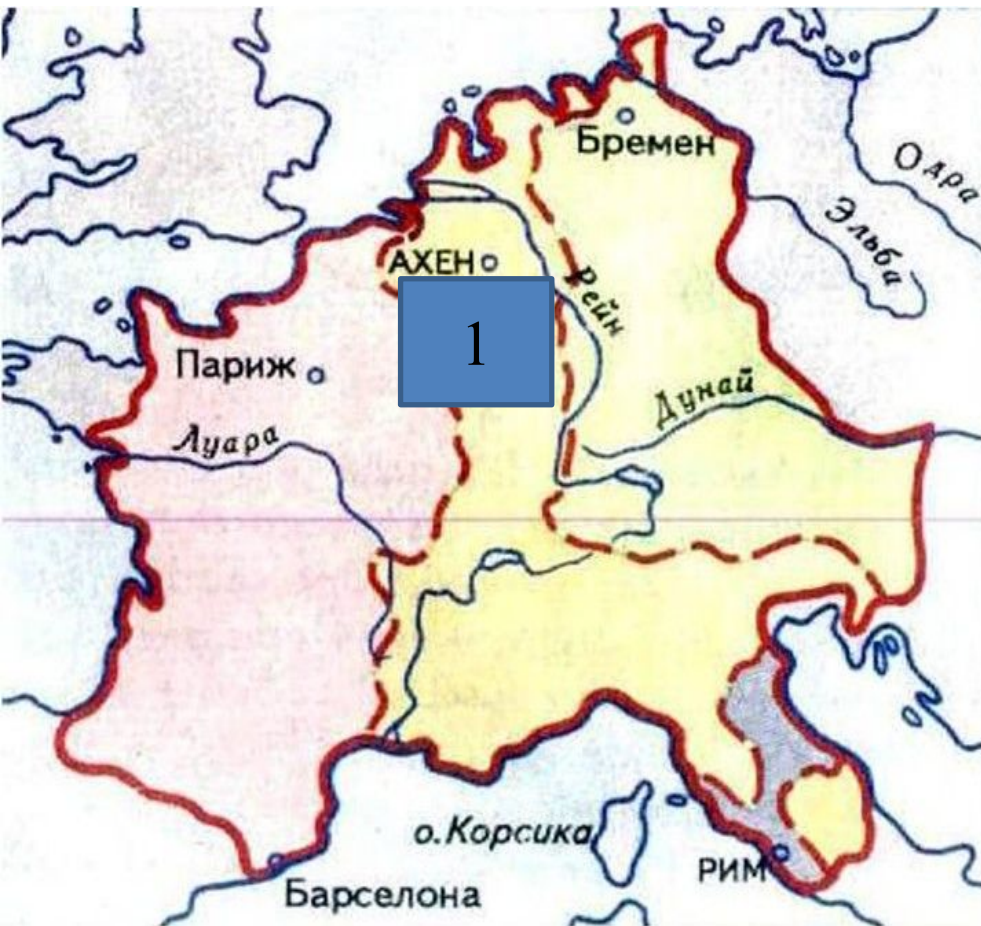 Бремен
Одра
Эльба
АХЕН
Рейн
1
Париж
Дунай
Луара
о.Корсика
РИМ
Барселона